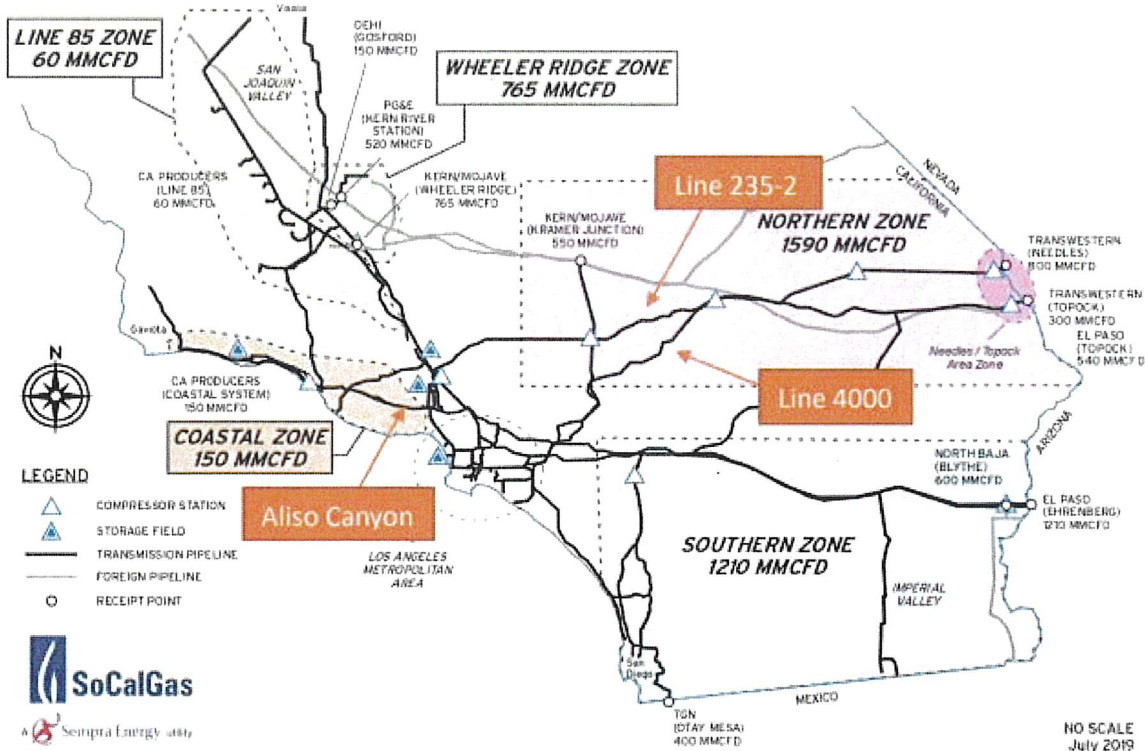 Visalia
OEHI
(GOSFORD)
150 MMCFD
LINE 85 ZONE
60 MMCFD
SAN
JOAQUIN
VALLEY
WHEELER RIDGE ZONE
765 MMCFD
PG&E
(KERN RIVER
STATION)
520 MMCFD
CA PRODUCERS
(LINE 85)
60 MMCFD
KERN/MOJAVE
(WHEELER RIDGE)
765 MMCFD
Line 235-2
NEVADA
CALIFORNIA
KERN/MOJAVE
(KRAMER JUNCTION)
550 MMCFD
NORTHERN ZONE
1590 MMCFD
TRANSWESTERN
(NEEDLES)
800 MMCFD
TRANSWESTERN
(TOPOCK)
300 MMCFD
EL PASO
(TOPOCK)
540 MMCFD
Needles / Topock
Area Zone
Gaviota
N
CA PRODUCERS
(COASTAL SYSTEM)
150 MMCFD
Line 4000
COASTAL ZONE
150 MMCFD
ARIZONA
NORTH BAJA
(BLYTHE)
600 MMCFD
EL PASO
(EHRENBERG)
1210 MMCFD
LEGEND
COMPRESSOR STATION
STORAGE FIELD
TRANSMISSION PIPELINE
FOREIGN PIPELINE
RECEIPT POINT
Aliso Canyon
LOS ANGELES
METROPOLITAN
AREA
SOUTHERN ZONE
1210 MMCFD
IMPERIAL
VALLEY
San
Diego
MEXICO
TGN
(OTAY MESA)
400 MMCFD
SoCalGas
A Sempra Energy utility
NO SCALE
July 2019